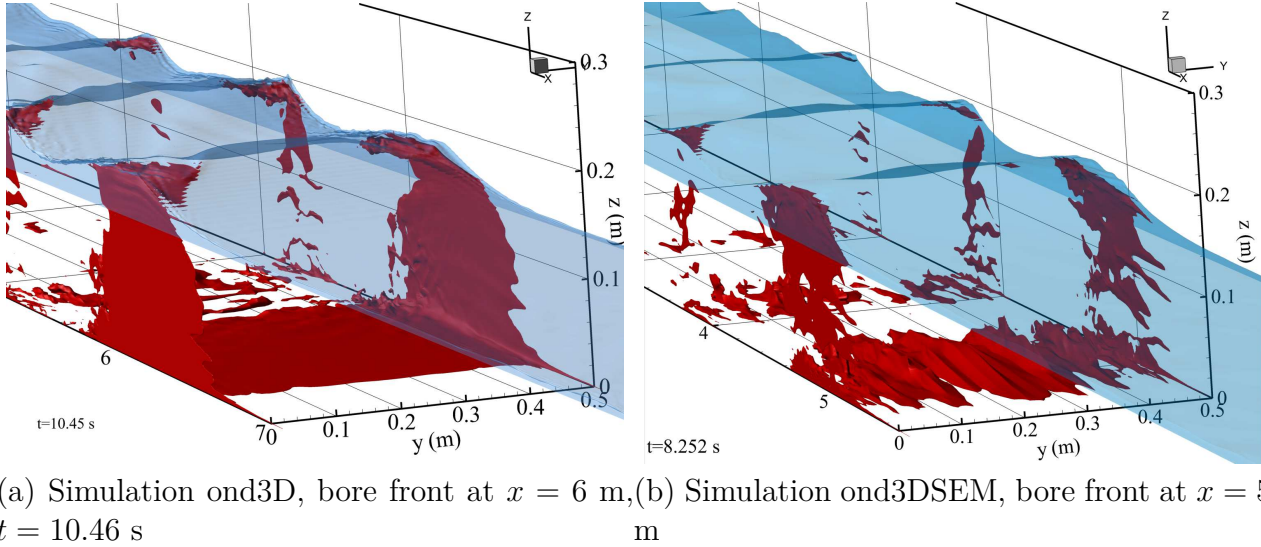 Z
X
0.3
0.2
z (m)
0.1
0
6
0.5
0.4
0.3
0.2
0.1
70
y (m)
t=10.45 s
Z
Y
X
0.3
0.2
z (m)
0.1
0
4
5
0.5
0.4
0.3
0.2
0.1
0
y (m)
t=8.252 s
(a) Simulation ond3D, bore front at x = 6 m,
t = 10.46 s
(b) Simulation ond3DSEM, bore front at x = 5
m